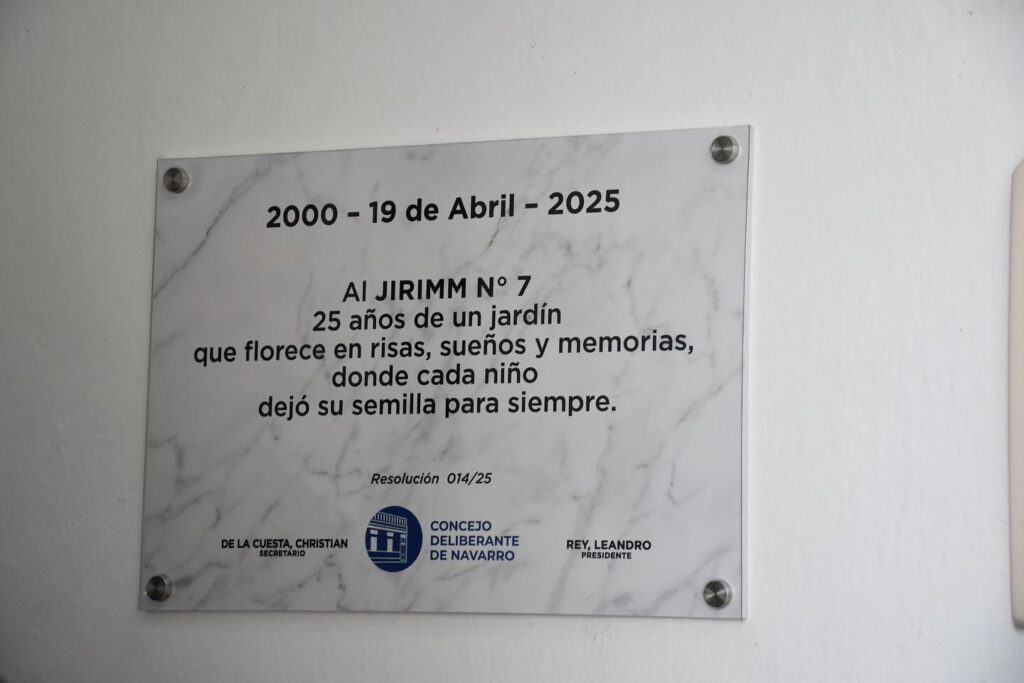 2000 – 19 de Abril – 2025
Al JIRIMM N° 7
25 años de un jardín
que florece en risas, sueños y memorias,
donde cada niño
dejó su semilla para siempre.
Resolución 014/25
DE LA CUESTA, CHRISTIAN
SECRETARIO
CONCEJO
DELIBERANTE
DE NAVARRO
REY, LEANDRO
PRESIDENTE